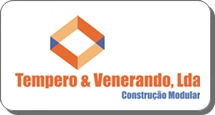 Tempero & Venerando, Lda
Construção Modular